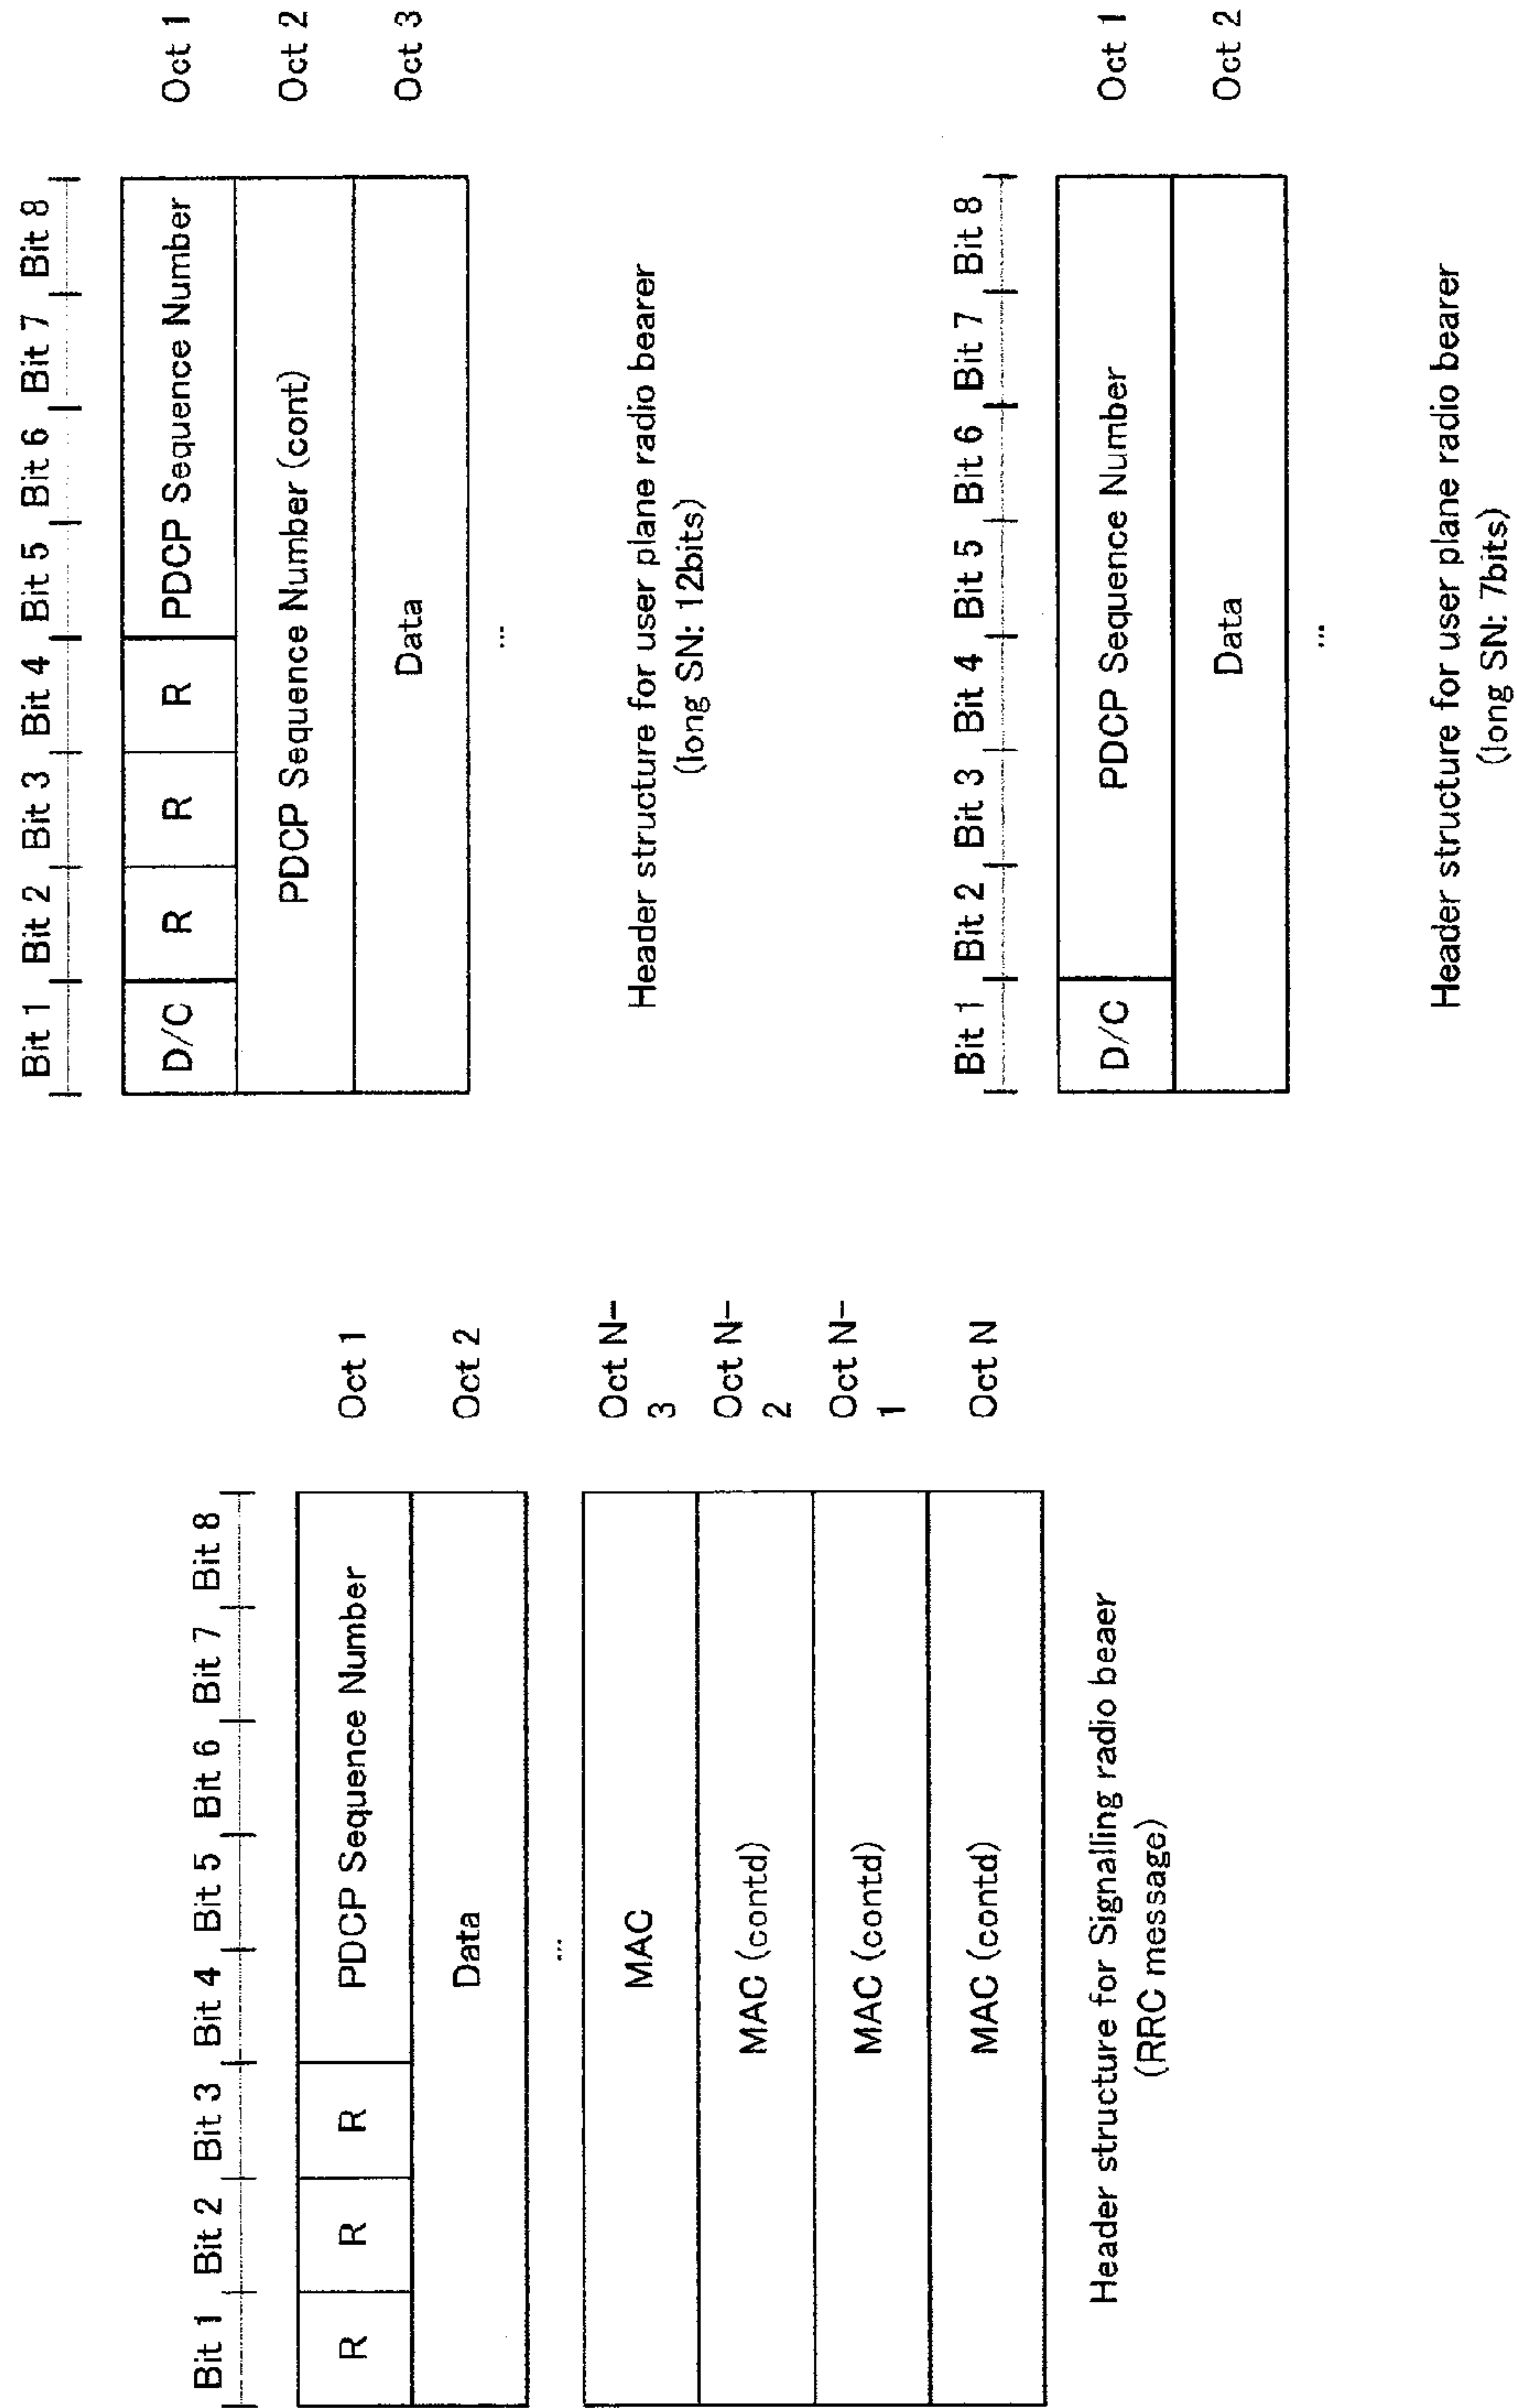 Bit 1 Bit 2 Bit 3 Bit 4 Bit 5 Bit 6 Bit 7 Bit 8
R R R PDCP Sequence Number Oct 1
Data Oct 2
...
MAC Oct N-3
MAC (contd) Oct N-2
MAC (contd) Oct N-1
MAC (contd) Oct N
Header structure for Signalling radio beaer
(RRC message)
Bit 1 Bit 2 Bit 3 Bit 4 Bit 5 Bit 6 Bit 7 Bit 8
D/C R R R PDCP Sequence Number Oct 1
PDCP Sequence Number (cont) Oct 2
Data Oct 3
...
Header structure for user plane radio bearer
(long SN: 12bits)
Bit 1 Bit 2 Bit 3 Bit 4 Bit 5 Bit 6 Bit 7 Bit 8
D/C PDCP Sequence Number Oct 1
Data Oct 2
...
Header structure for user plane radio bearer
(long SN: 7bits)